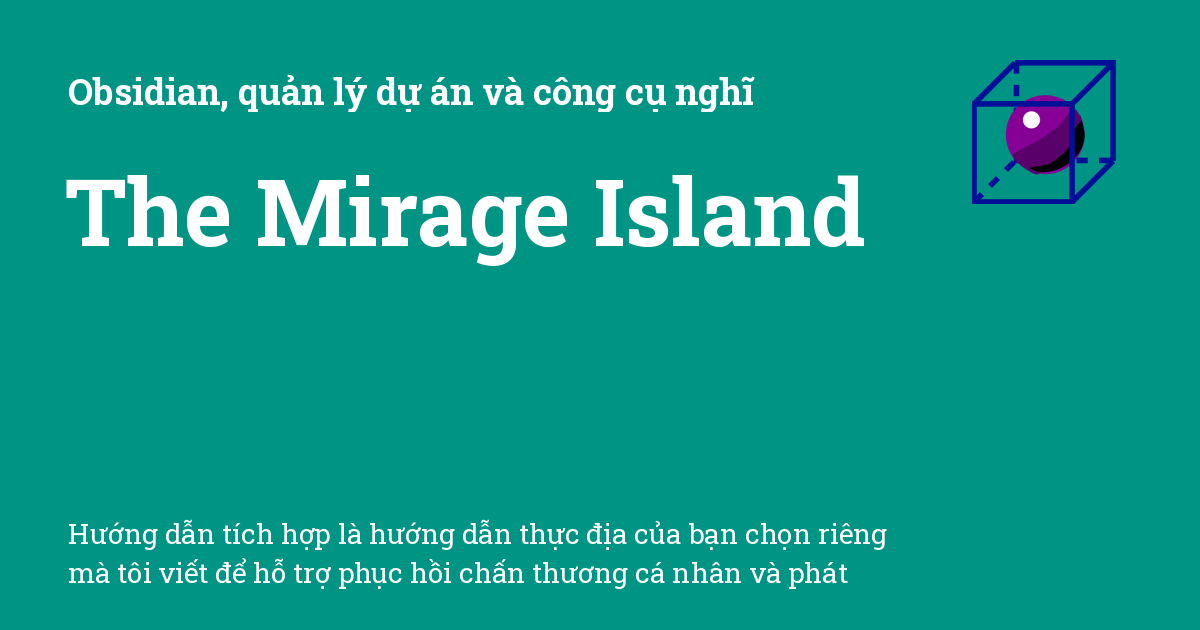 Obsidian, quản lý dự án và công cụ nghĩ
The Mirage Island
Hướng dẫn tích hợp là hướng dẫn thực địa của bạn chọn riêng
mà tôi viết để hỗ trợ phục hồi chấn thương cá nhân và phát